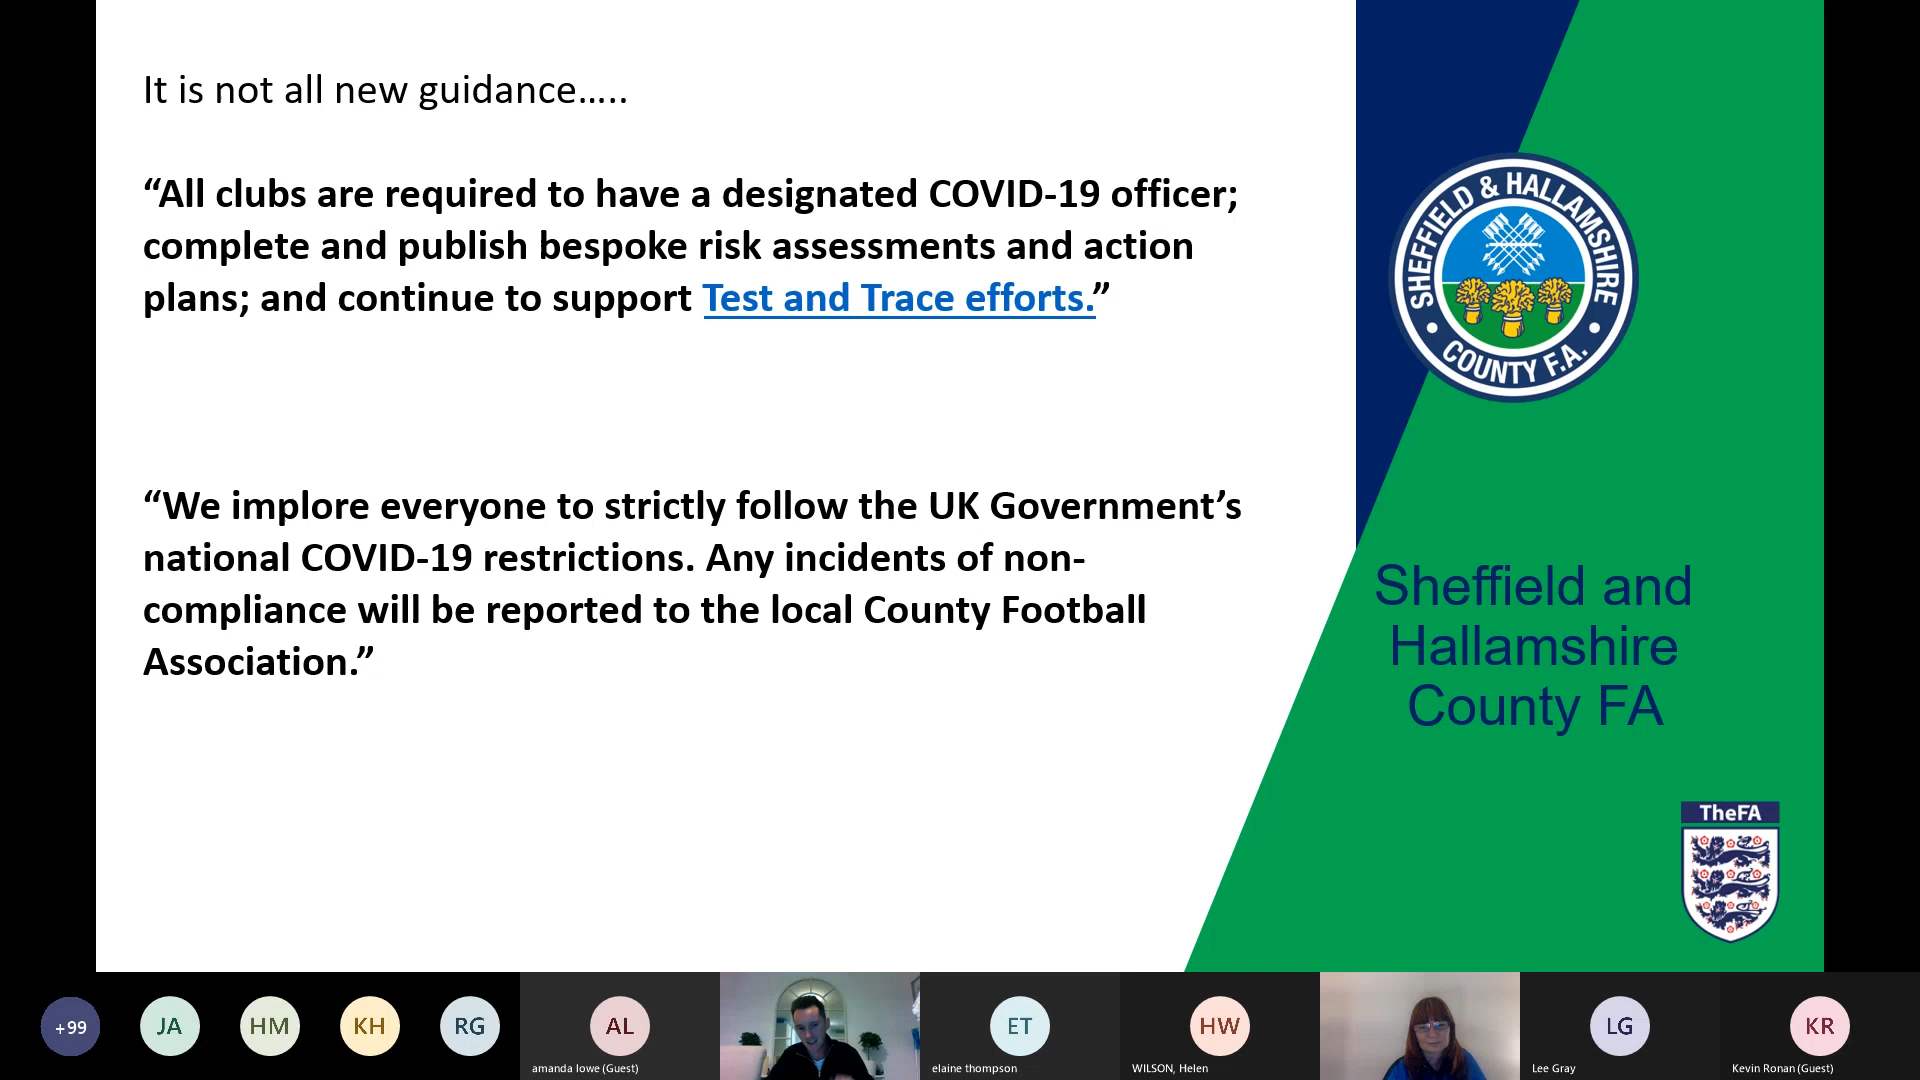 It is not all new guidance.....
“All clubs are required to have a designated COVID-19 officer;
complete and publish bespoke risk assessments and action
plans; and continue to support Test and Trace efforts.”
“We implore everyone to strictly follow the UK Government’s
national COVID-19 restrictions. Any incidents of non-
compliance will be reported to the local County Football
Association.”
SHEFFIELD & HALLAMSHIRE
COUNTY F.A.
Sheffield and
Hallamshire
County FA
TheFA
+99
JA
HM
KH
RG
AL
amanda lowe (Guest)
ET
elaine thompson
HW
WILSON, Helen
LG
Lee Gray
KR
Kevin Ronan (Guest)